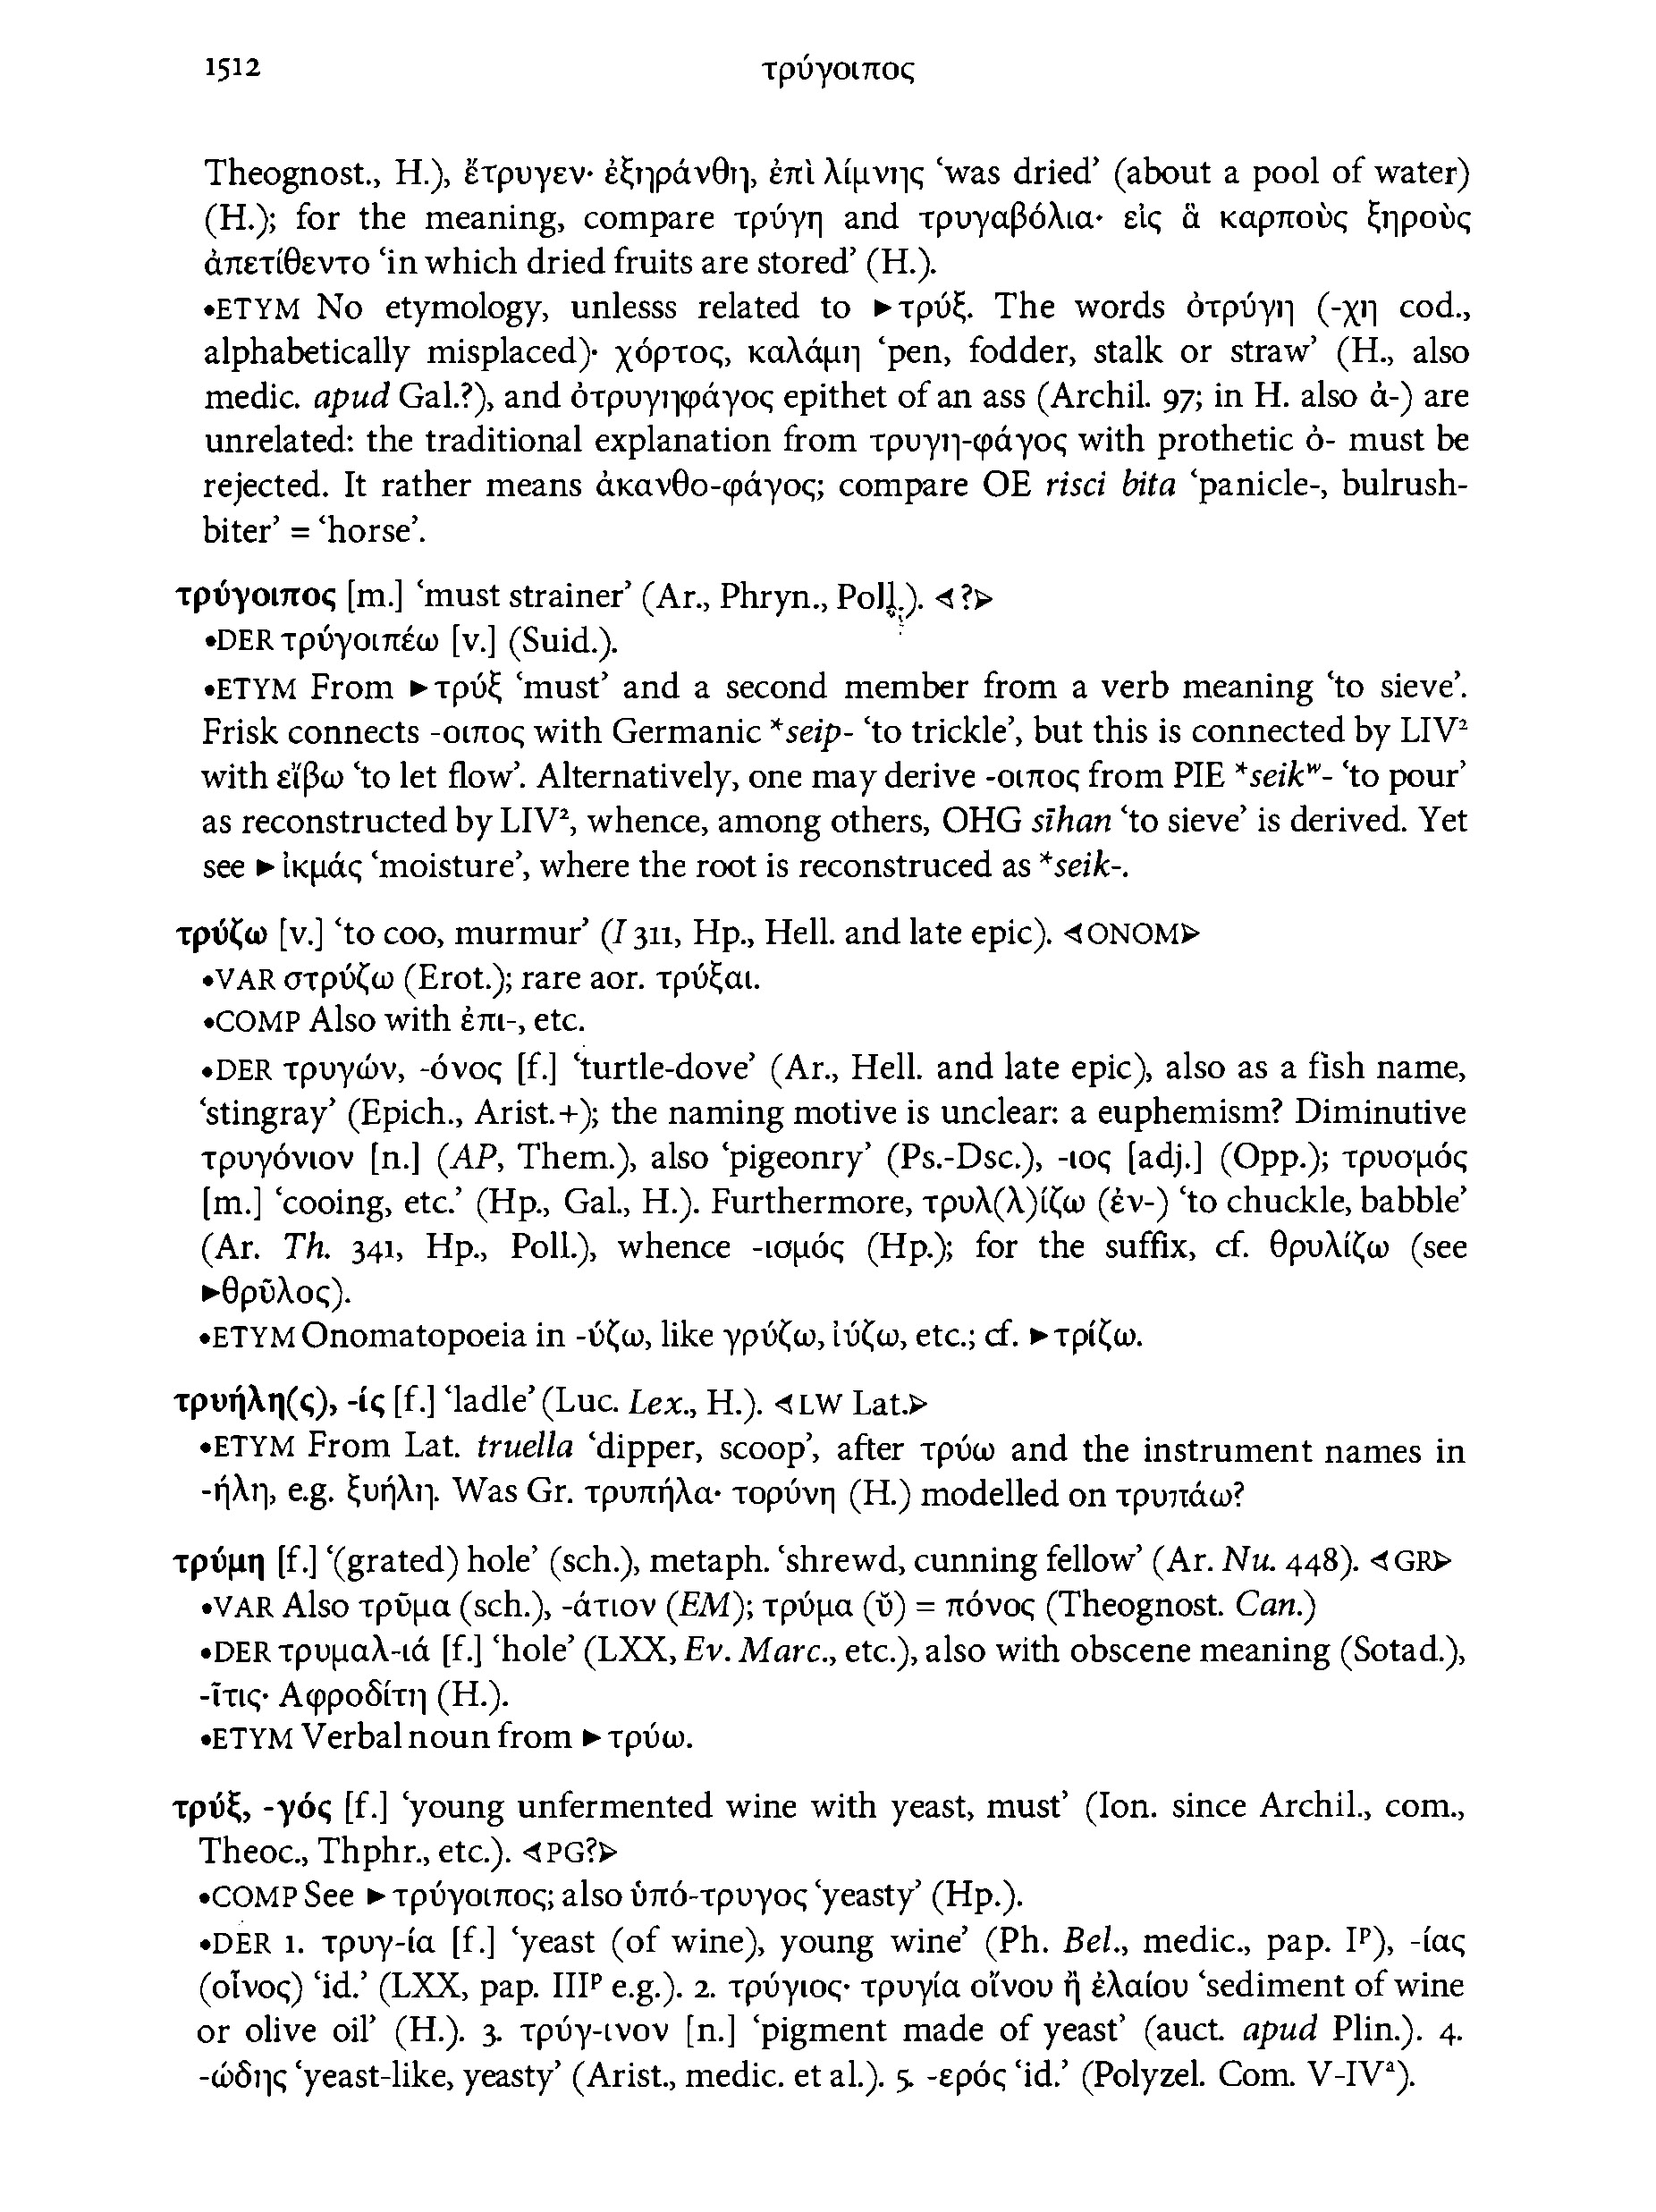 1512 τρύγοιπος
Theognost., H.), ἔτρυγεν· ἐξηράνθη, ἐπὶ λίμνης ‘was dried’ (about a pool of water)
(H.); for the meaning, compare τρύγη and τρυγαβόλια· εἰς ἃ καρποὺς ξηροὺς
ἀπετίθεντο ‘in which dried fruits are stored’ (H.).
•ETYM No etymology, unlesss related to ►τρύξ. The words ὀτρύγη (-χη cod.,
alphabetically misplaced)· χόρτος, καλάμη ‘pen, fodder, stalk or straw’ (H., also
medic. apud Gal.?), and ὀτρυγηφάγος epithet of an ass (Archil. 97; in H. also ἀ-) are
unrelated: the traditional explanation from τρυγη-φάγος with prothetic ὀ- must be
rejected. It rather means ἀκανθο-φάγος; compare OE risci bita ‘panicle-, bulrush-
biter’ = ‘horse’.
τρύγοιπος [m.] ‘must strainer’ (Ar., Phryn., Poll.). ◁?▷
•DER τρύγοιπέω [v.] (Suid.).
•ETYM From ►τρύξ ‘must’ and a second member from a verb meaning ‘to sieve’.
Frisk connects -οιπος with Germanic *seip- ‘to trickle’, but this is connected by LIV²
with εἴβω ‘to let flow’. Alternatively, one may derive -οιπος from PIE *seikʷ- ‘to pour’
as reconstructed by LIV², whence, among others, OHG sīhan ‘to sieve’ is derived. Yet
see ►ἰκμάς ‘moisture’, where the root is reconstruced as *seik-.
τρύζω [v.] ‘to coo, murmur’ (I 311, Hp., Hell. and late epic). ◁ONOM▷
•VAR στρύζω (Erot.); rare aor. τρύξαι.
•COMP Also with ἐπι-, etc.
•DER τρυγών, -όνος [f.] ‘turtle-dove’ (Ar., Hell. and late epic), also as a fish name,
‘stingray’ (Epich., Arist.+); the naming motive is unclear: a euphemism? Diminutive
τρυγόνιον [n.] (AP, Them.), also ‘pigeonry’ (Ps.-Dsc.), -ιος [adj.] (Opp.); τρυσμός
[m.] ‘cooing, etc.’ (Hp., Gal., H.). Furthermore, τρυλ(λ)ίζω (ἐν-) ‘to chuckle, babble’
(Ar. Th. 341, Hp., Poll.), whence -ισμός (Hp.); for the suffix, cf. θρυλίζω (see
►θρῦλος).
•ETYM Onomatopoeia in -ύζω, like γρύζω, ἰύζω, etc.; cf. ►τρίζω.
τρυήλη(ς), -ίς [f.] ‘ladle’ (Luc. Lex., H.). ◁LW Lat.▷
•ETYM From Lat. truella ‘dipper, scoop’, after τρύω and the instrument names in
-ήλη, e.g. ξυήλη. Was Gr. τρυπήλα· τορύνη (H.) modelled on τρυπάω?
τρύμη [f.] ‘(grated) hole’ (sch.), metaph. ‘shrewd, cunning fellow’ (Ar. Nu. 448). ◁GR▷
•VAR Also τρῦμα (sch.), -άτιον (EM); τρύμα (ῠ) = πόνος (Theognost. Can.)
•DER τρυμαλ-ιά [f.] ‘hole’ (LXX, Ev. Marc., etc.), also with obscene meaning (Sotad.),
-ῖτις· Ἀφροδίτη (H.).
•ETYM Verbal noun from ►τρύω.
τρύξ, -γός [f.] ‘young unfermented wine with yeast, must’ (Ion. since Archil., com.,
Theoc., Thphr., etc.). ◁PG?▷
•COMP See ►τρύγοιπος; also ὑπό-τρυγος ‘yeasty’ (Hp.).
•DER 1. τρυγ-ία [f.] ‘yeast (of wine), young wine’ (Ph. Bel., medic., pap. Iᵖ), -ίας
(οἶνος) ‘id.’ (LXX, pap. IIIᵖ e.g.). 2. τρύγιος· τρυγία οἴνου ἢ ἐλαίου ‘sediment of wine
or olive oil’ (H.). 3. τρύγ-ινον [n.] ‘pigment made of yeast’ (auct. apud Plin.). 4.
-ώδης ‘yeast-like, yeasty’ (Arist., medic. et al.). 5. -ερός ‘id.’ (Polyzel. Com. V-IVᵃ).